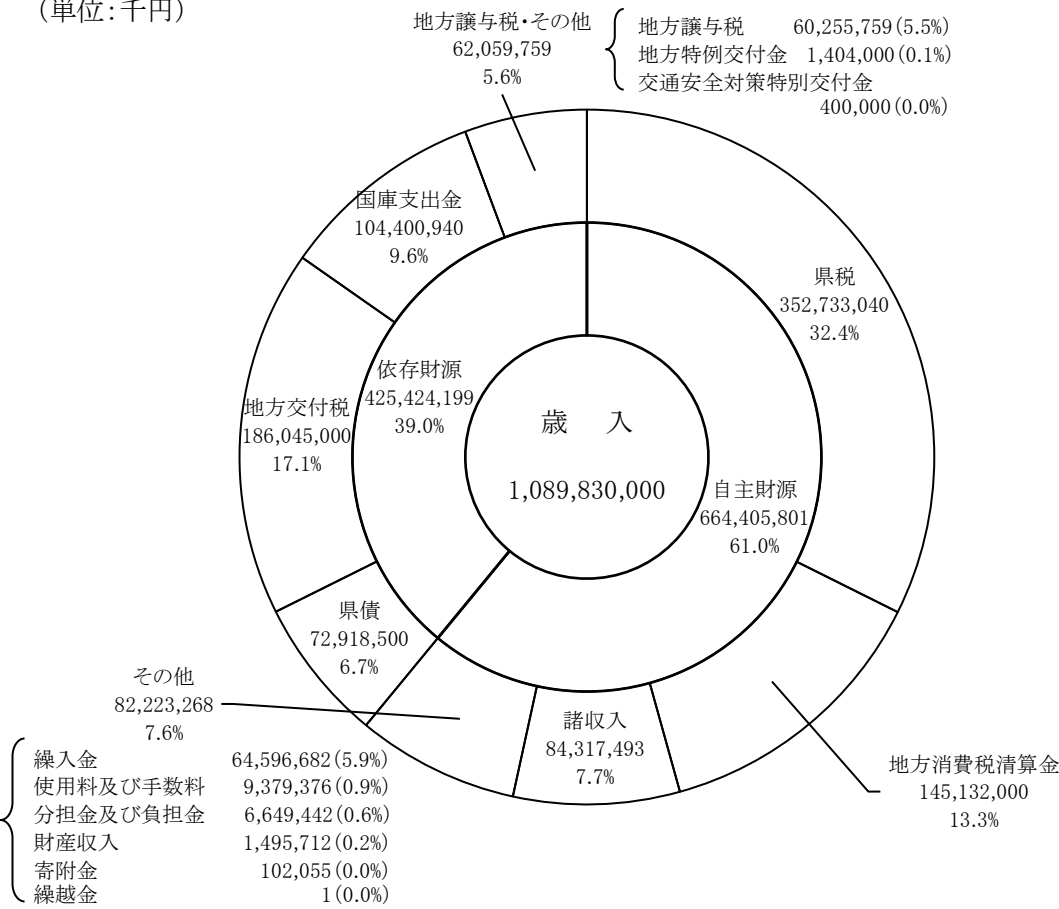 （単位：千円）
地方譲与税・その他
62,059,759
5.6%
地方譲与税 60,255,759(5.5%)
地方特例交付金 1,404,000(0.1%)
交通安全対策特別交付金
400,000(0.0%)
国庫支出金
104,400,940
9.6%
県税
352,733,040
32.4%
依存財源
425,424,199
39.0%
地方交付税
186,045,000
17.1%
歳 入
1,089,830,000
自主財源
664,405,801
61.0%
県債
72,918,500
6.7%
その他
82,223,268
7.6%
諸収入
84,317,493
7.7%
地方消費税清算金
145,132,000
13.3%
繰入金 64,596,682(5.9%)
使用料及び手数料 9,379,376(0.9%)
分担金及び負担金 6,649,442(0.6%)
財産収入 1,495,712(0.2%)
寄附金 102,055(0.0%)
繰越金 1(0.0%)